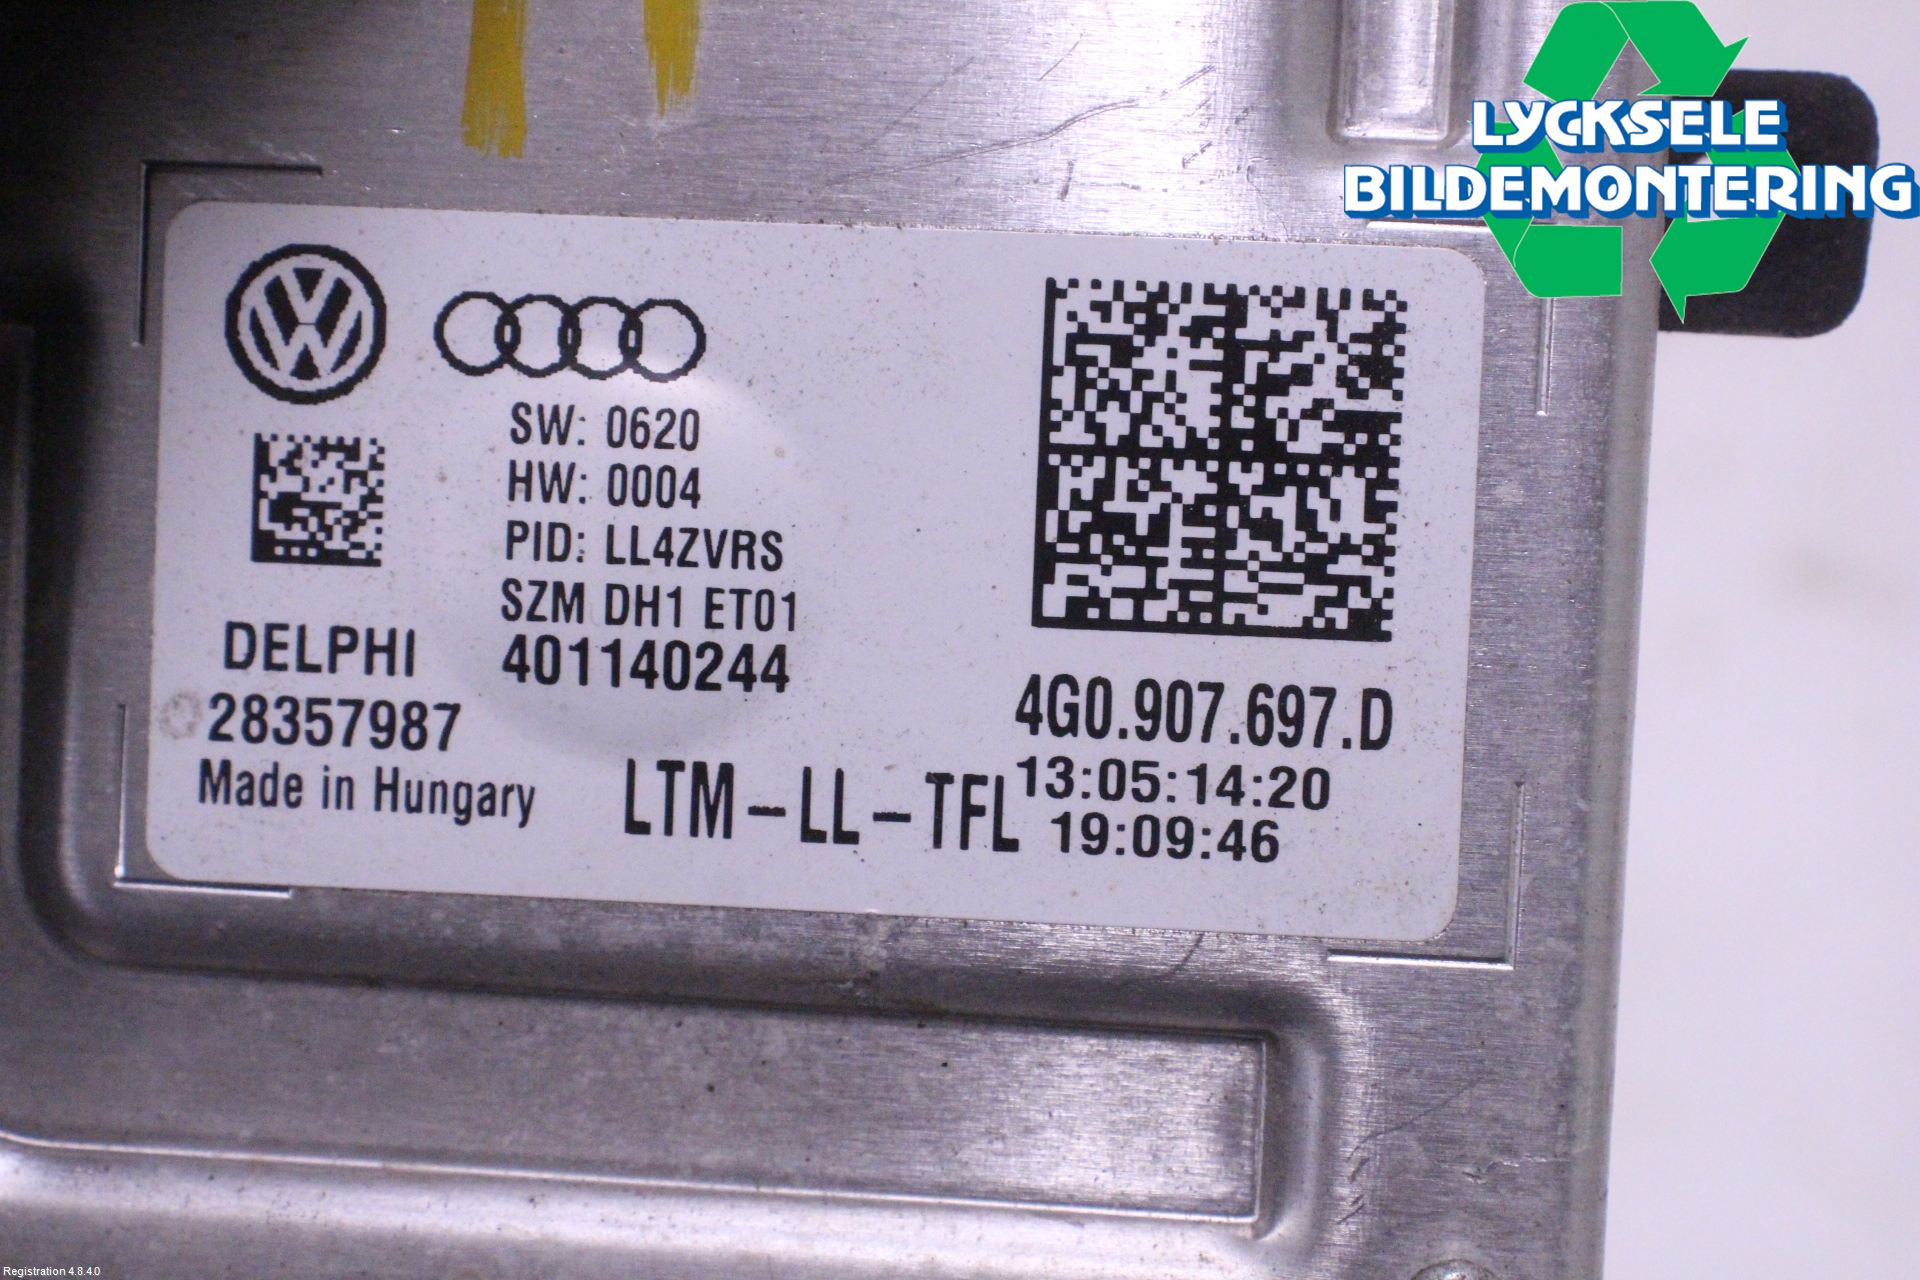 LYCKSELE
BILDEMONTERING
SW: 0620
HW: 0004
PID: LL4ZVRS
SZM DH1 ET01
401140244
DELPHI
28357987
Made in Hungary
LTM-LL-TFL
4G0.907.697.D
13:05:14:20
19:09:46
Registration 4.8.4.0